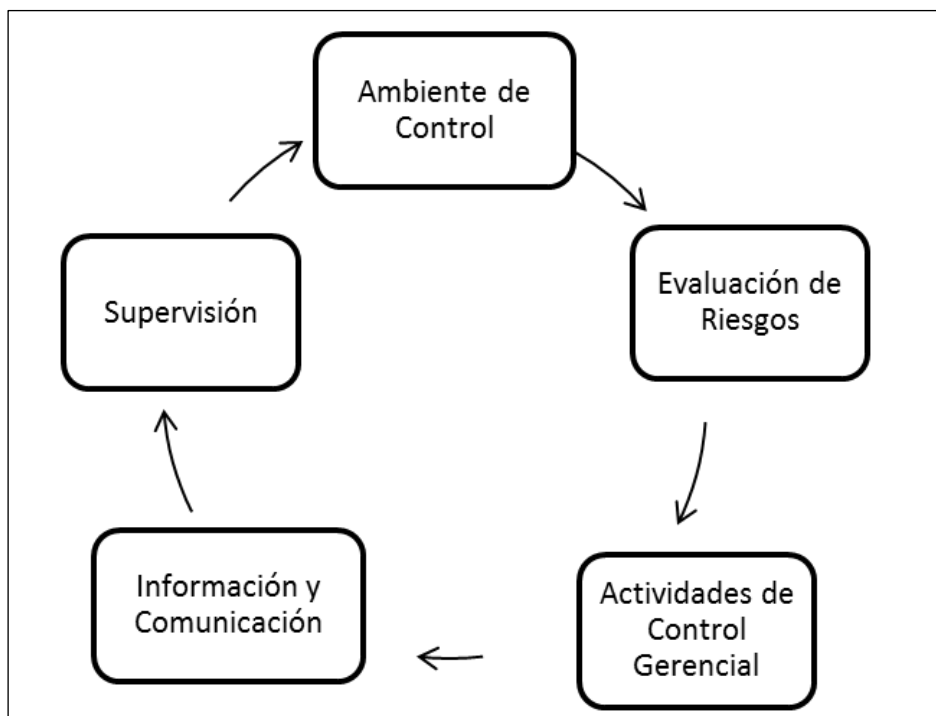 Ambiente de
Control
Evaluación de
Riesgos
Actividades de
Control
Gerencial
Información y
Comunicación
Supervisión